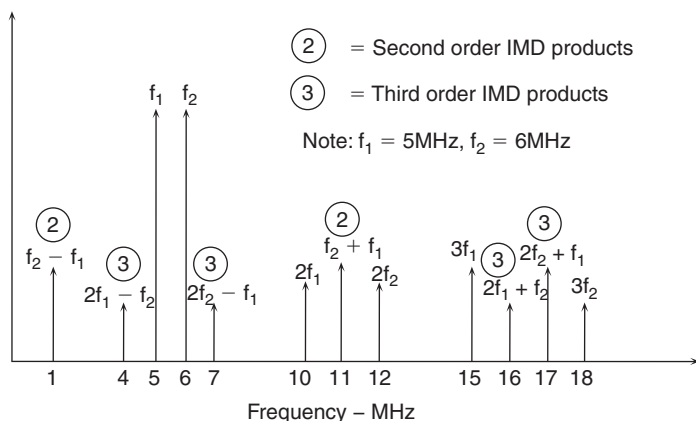 ② = Second order IMD products
③ = Third order IMD products
Note: f₁ = 5MHz, f₂ = 6MHz
f₁ f₂
② ② ③
f₂ − f₁ ③ ③ f₂ + f₁ 3f₁ ③ 2f₂ + f₁
2f₁ − f₂ 2f₂ − f₁ 2f₁ 2f₂ 2f₁ + f₂ 3f₂
1 4 5 6 7 10 11 12 15 16 17 18
Frequency – MHz